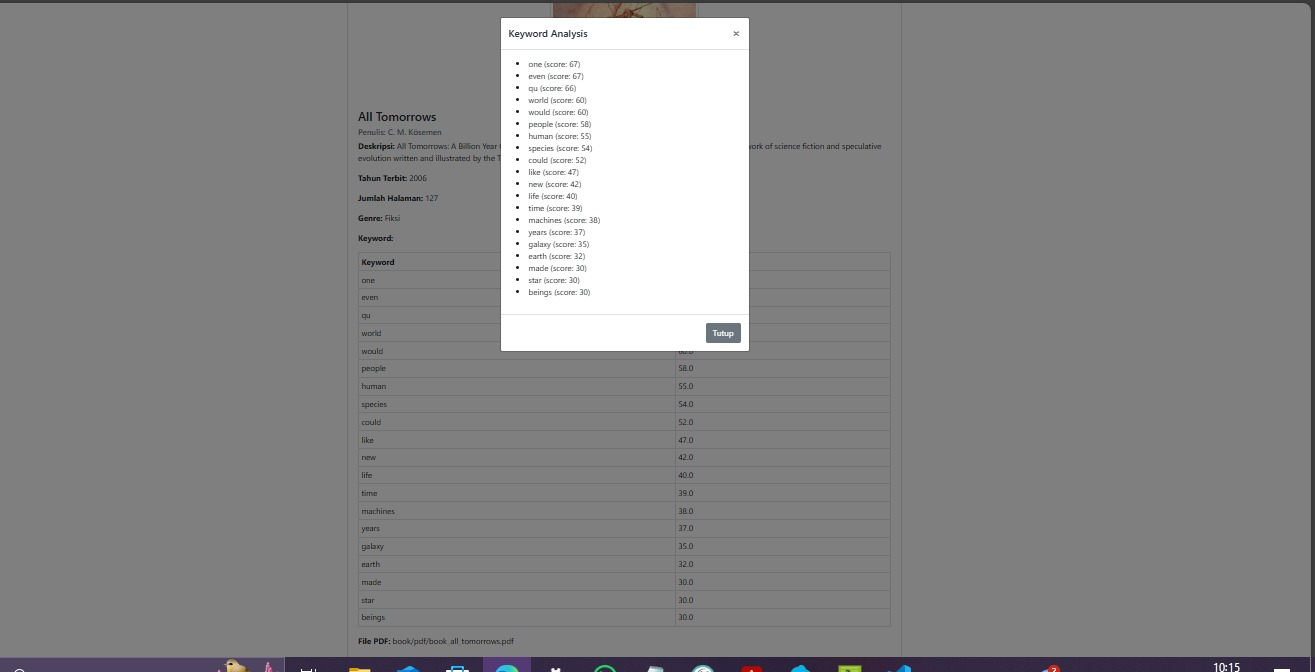 Keyword Analysis
×
one (score: 67)
even (score: 67)
qu (score: 66)
world (score: 60)
would (score: 60)
people (score: 58)
human (score: 55)
species (score: 54)
could (score: 52)
like (score: 47)
new (score: 42)
life (score: 40)
time (score: 39)
machines (score: 38)
years (score: 37)
galaxy (score: 35)
earth (score: 32)
made (score: 30)
star (score: 30)
beings (score: 30)
Tutup
All Tomorrows
Penulis: C. M. Kösemen
Deskripsi: All Tomorrows: A Billion Year work of science fiction and speculative
evolution written and illustrated by the
Tahun Terbit: 2006
Jumlah Halaman: 127
Genre: Fiksi
Keyword:
Keyword
one
even
qu
world
would 60.0
people 58.0
human 55.0
species 54.0
could 52.0
like 47.0
new 42.0
life 40.0
time 39.0
machines 38.0
years 37.0
galaxy 35.0
earth 32.0
made 30.0
star 30.0
beings 30.0
File PDF: book/pdf/book_all_tomorrows.pdf
10:15